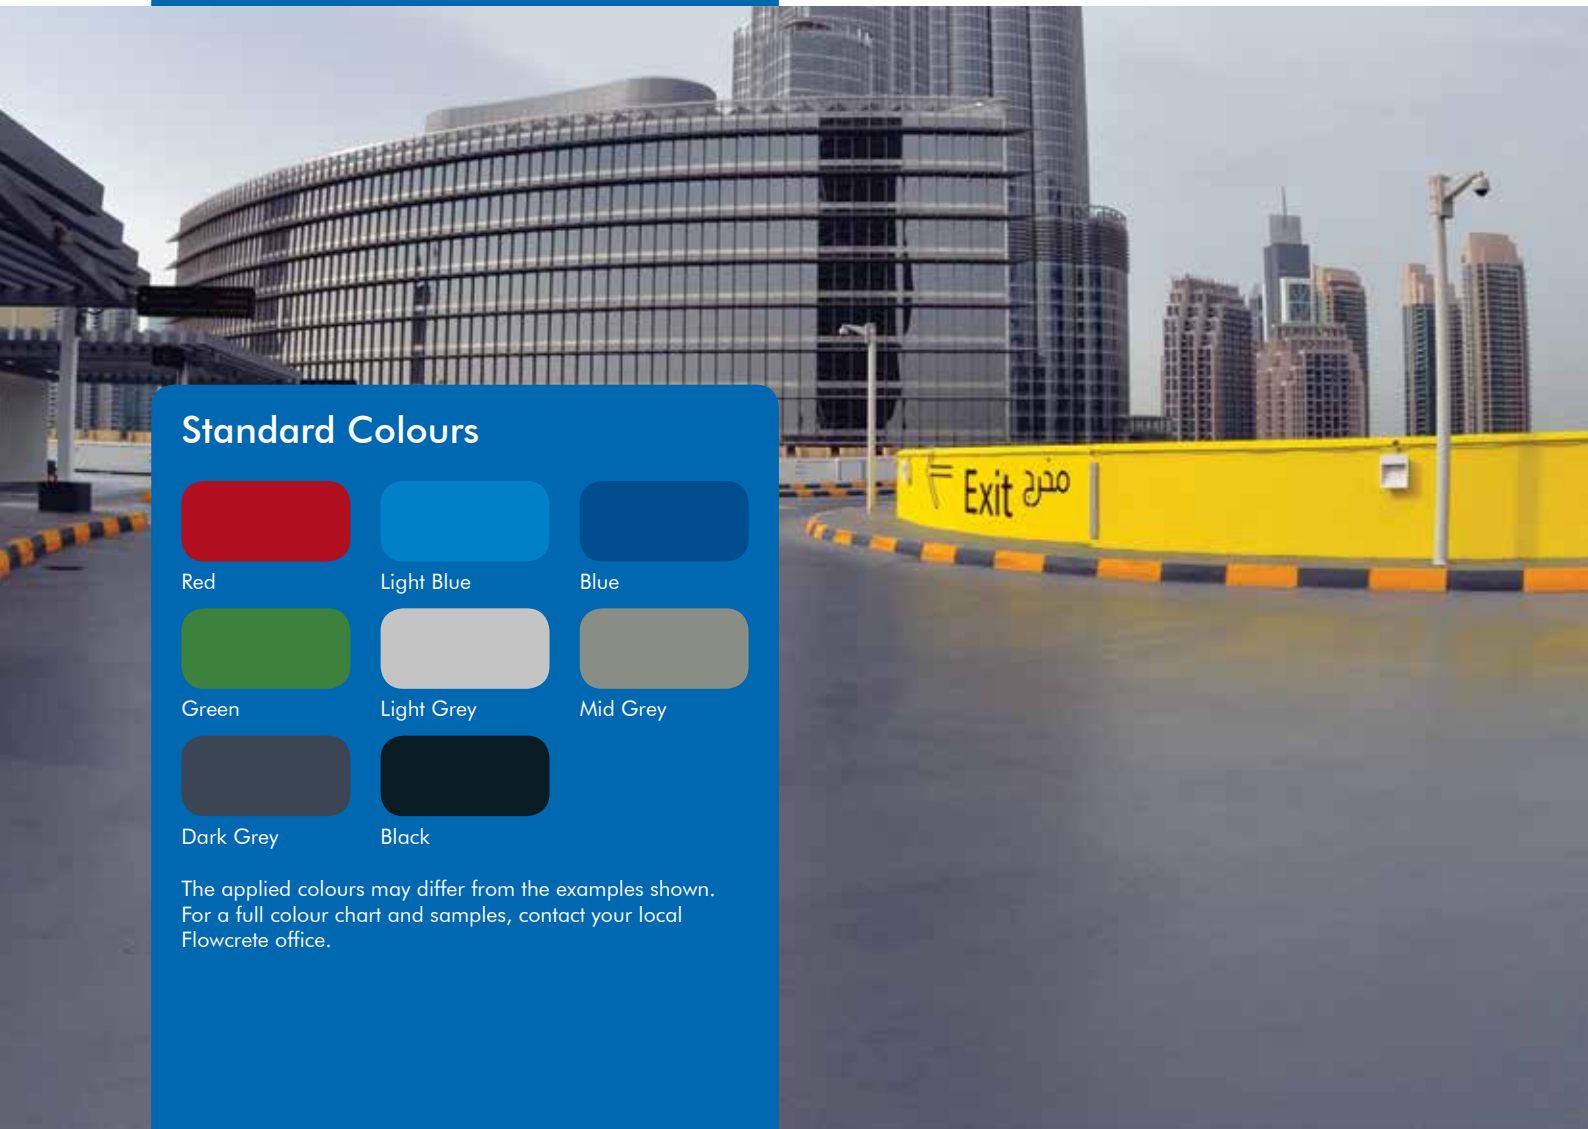 Standard Colours
Red
Light Blue
Blue
Green
Light Grey
Mid Grey
Dark Grey
Black
The applied colours may differ from the examples shown.
For a full colour chart and samples, contact your local
Flowcrete office.
Exit مخرج